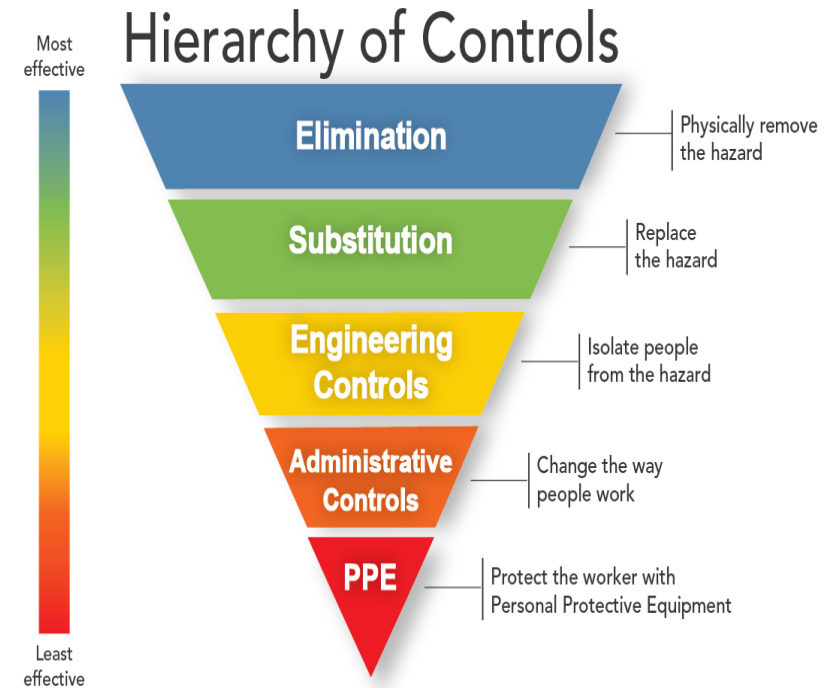 Hierarchy of Controls
Most
effective
Elimination
Physically remove
the hazard
Substitution
Replace
the hazard
Engineering
Controls
Isolate people
from the hazard
Administrative
Controls
Change the way
people work
PPE
Protect the worker with
Personal Protective Equipment
Least
effective